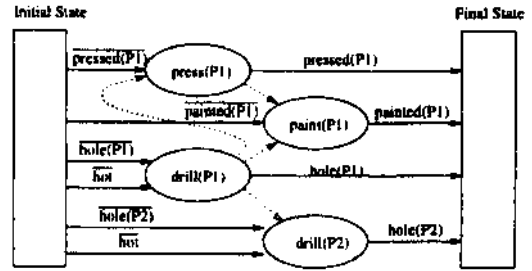 Initial State
Final State
pressed(P1)
press(P1)
pressed(P1)
painted(P1)
paint(P1)
painted(P1)
hole(P1)
hot
drill(P1)
hole(P1)
hole(P2)
hot
drill(P2)
hole(P2)